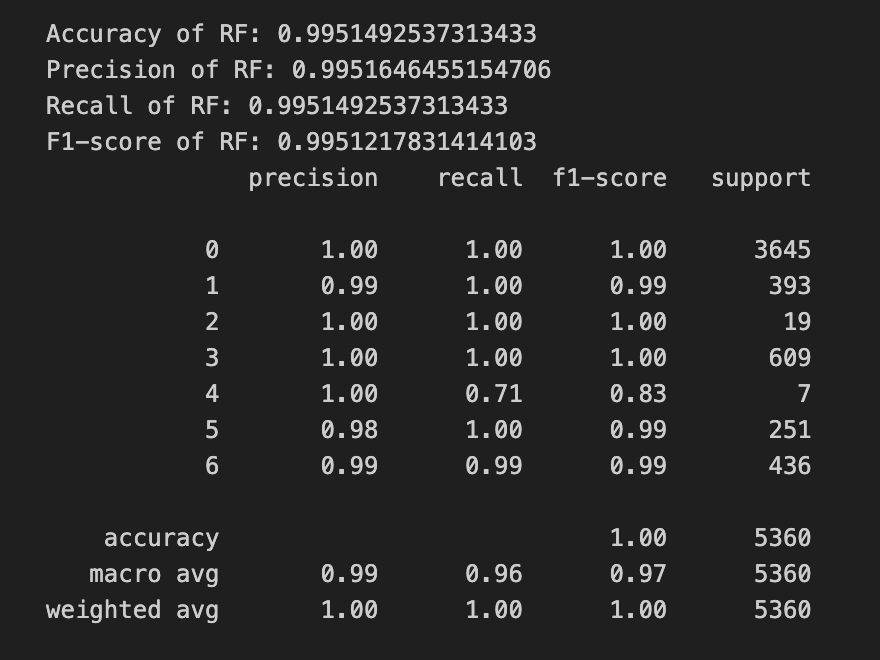 Accuracy of RF: 0.9951492537313433
Precision of RF: 0.9951646455154706
Recall of RF: 0.9951492537313433
F1-score of RF: 0.9951217831414103
precision recall f1-score support
0 1.00 1.00 1.00 3645
1 0.99 1.00 0.99 393
2 1.00 1.00 1.00 19
3 1.00 1.00 1.00 609
4 1.00 0.71 0.83 7
5 0.98 1.00 0.99 251
6 0.99 0.99 0.99 436
accuracy 1.00 5360
macro avg 0.99 0.96 0.97 5360
weighted avg 1.00 1.00 1.00 5360